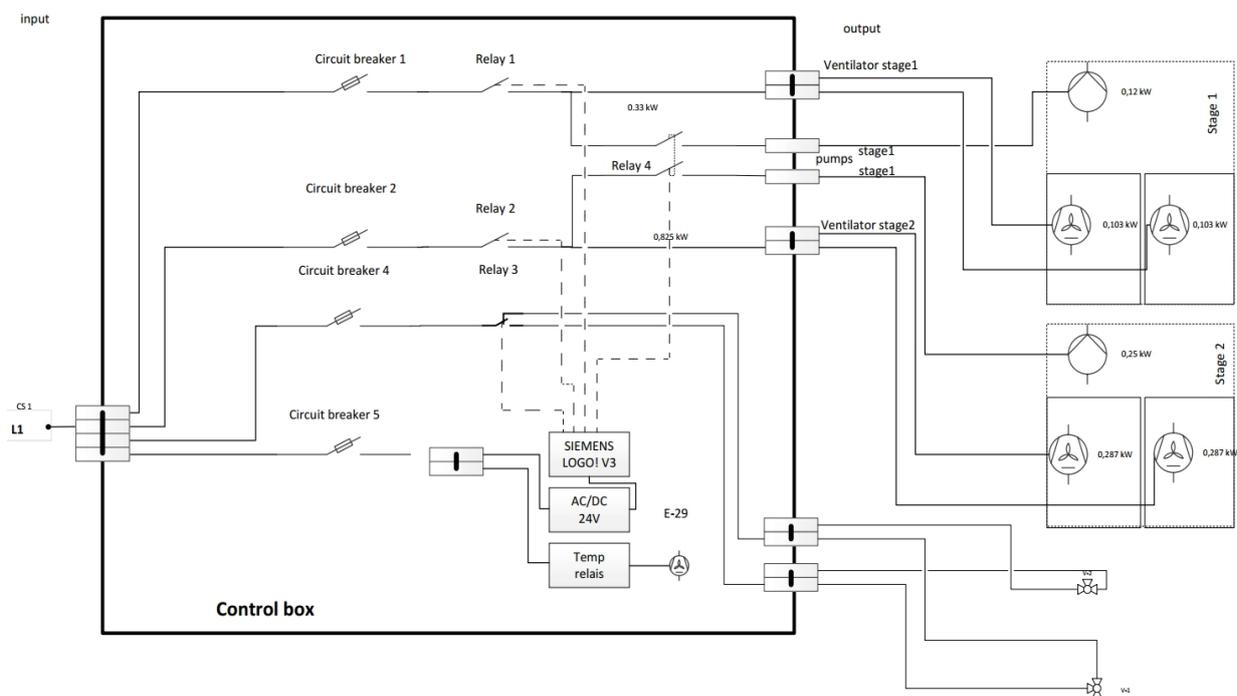 input
output
Circuit breaker 1
Relay 1
Ventilator stage1
0.33 kW
0,12 kW
Stage 1
stage1
pumps
Relay 4
stage1
Circuit breaker 2
Relay 2
0,825 kW
Ventilator stage2
0,103 kW
0,103 kW
Circuit breaker 4
Relay 3
0,25 kW
Stage 2
CS 1
L1
Circuit breaker 5
SIEMENS
LOGO! V3
0,287 kW
0,287 kW
AC/DC
24V
E-29
Temp
relais
Control box